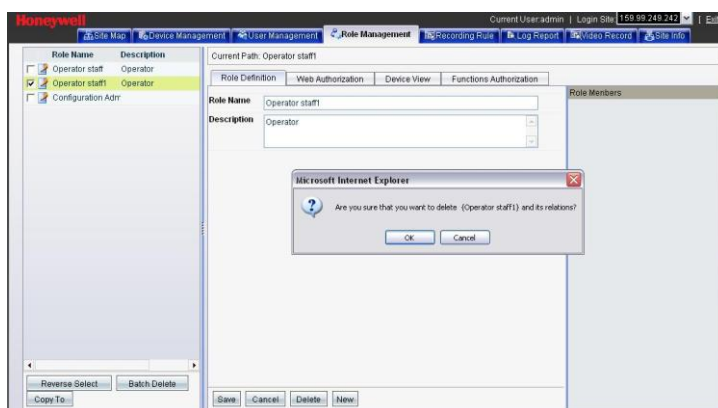 Honeywell
Current User:admin | Login Site: 159.99.249.242 | Exi
Site Map Device Management User Management Role Management Recording Rule Log Report Video Record Site Info
Role Name Description
Operator staff Operator
Operator staff1 Operator
Configuration Adm
Current Path: Operator staff1
Role Definition Web Authorization Device View Functions Authorization
Role Name Operator staff1
Description Operator
Role Menbers
Microsoft Internet Explorer
Are you sure that you want to delete {Operator staff1} and its relations?
OK Cancel
Reverse Select Batch Delete
Copy To
Save Cancel Delete New